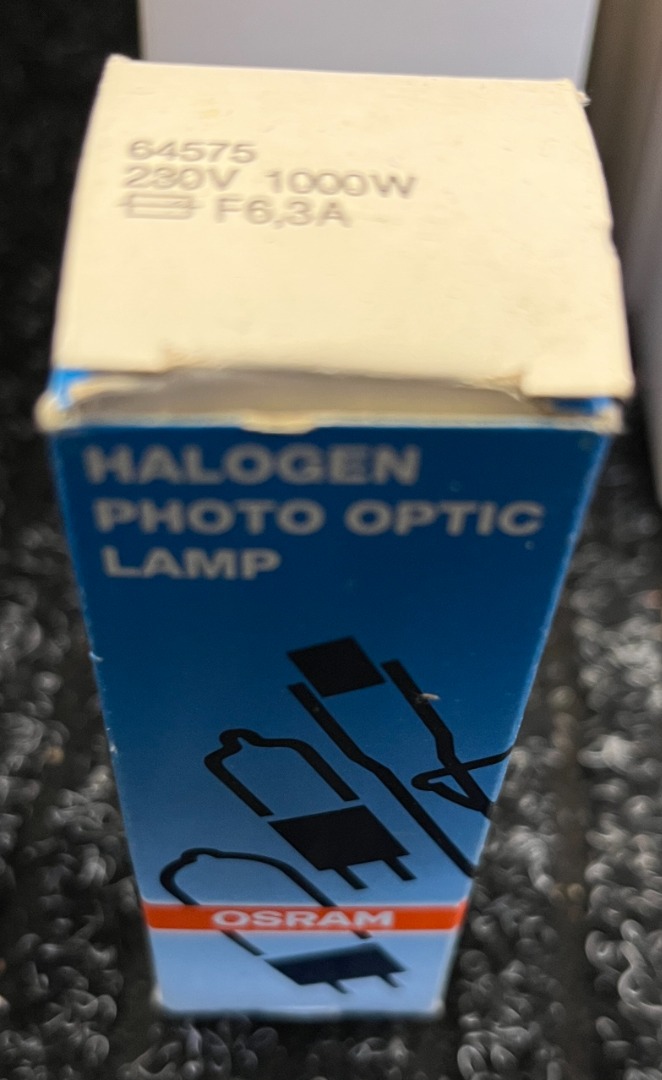 64575
230V 1000W
F6,3A
HALOGEN
PHOTO OPTIC
LAMP
OSRAM